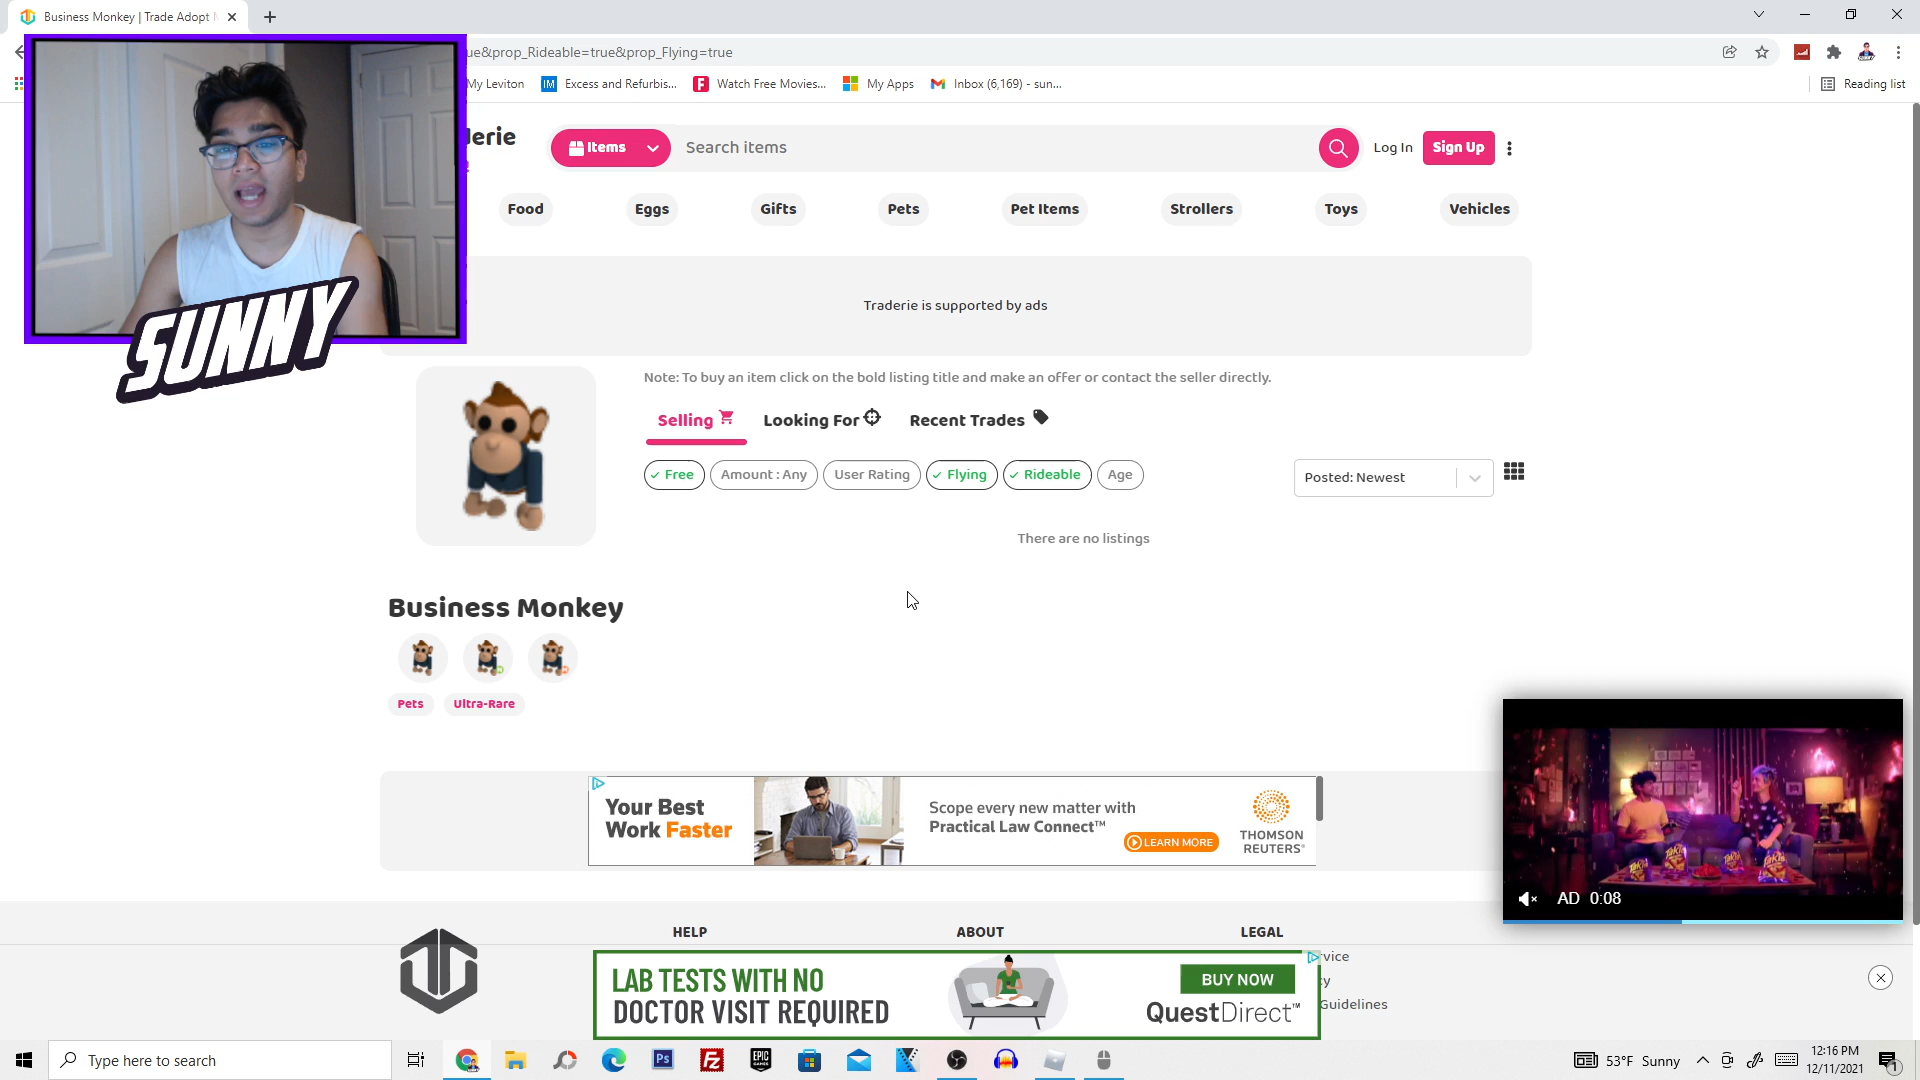 Business Monkey | Trade Adopt M
ue&prop_Rideable=true&prop_Flying=true
My Leviton
Excess and Refurbis...
Watch Free Movies...
My Apps
Inbox (6,169) - sun...
Reading list
SUNNY
derie
Items
Search items
Log In
Sign Up
Food
Eggs
Gifts
Pets
Pet Items
Strollers
Toys
Vehicles
Traderie is supported by ads
Note: To buy an item click on the bold listing title and make an offer or contact the seller directly.
Selling
Looking For
Recent Trades
Free
Amount : Any
User Rating
Flying
Rideable
Age
Posted: Newest
There are no listings
Business Monkey
Pets
Ultra-Rare
Your Best
Work Faster
Scope every new matter with
Practical Law Connect™
LEARN MORE
THOMSON
REUTERS®
AD 0:08
HELP
ABOUT
LEGAL
rvice
Guidelines
LAB TESTS WITH NO
DOCTOR VISIT REQUIRED
BUY NOW
QuestDirect™
Type here to search
Ps
EPIC
GAMES
53°F Sunny
12:16 PM
12/11/2021
1